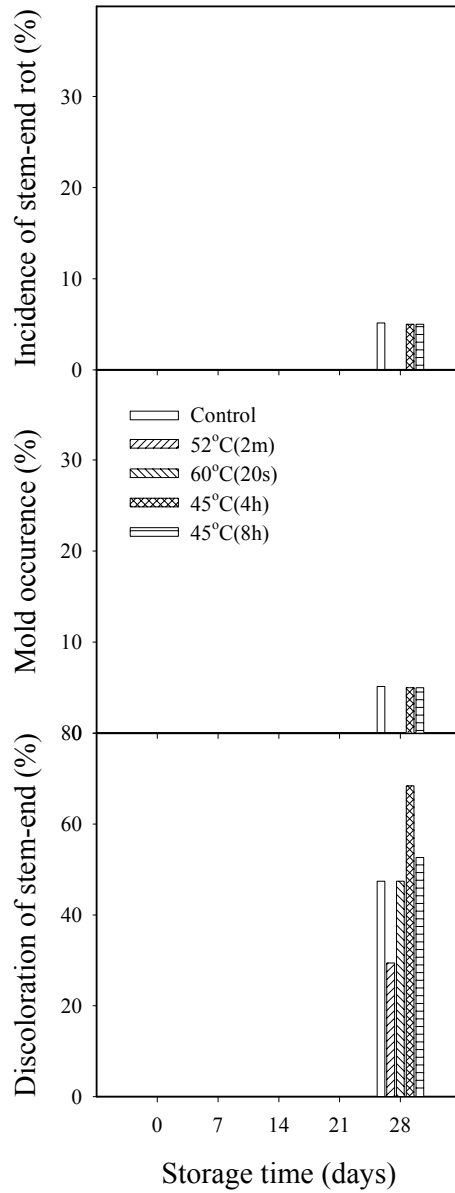 Incidence of stem-end rot (%)
30
20
10
0
Mold occurence (%)
30
20
10
0
Control
52°C(2m)
60°C(20s)
45°C(4h)
45°C(8h)
Discoloration of stem-end (%)
80
60
40
20
0
0 7 14 21 28
Storage time (days)